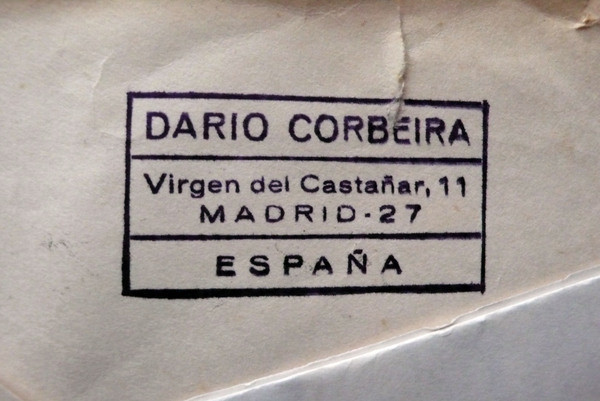 DARIO CORBEIRA
Virgen del Castañar, 11
MADRID-27
ESPAÑA